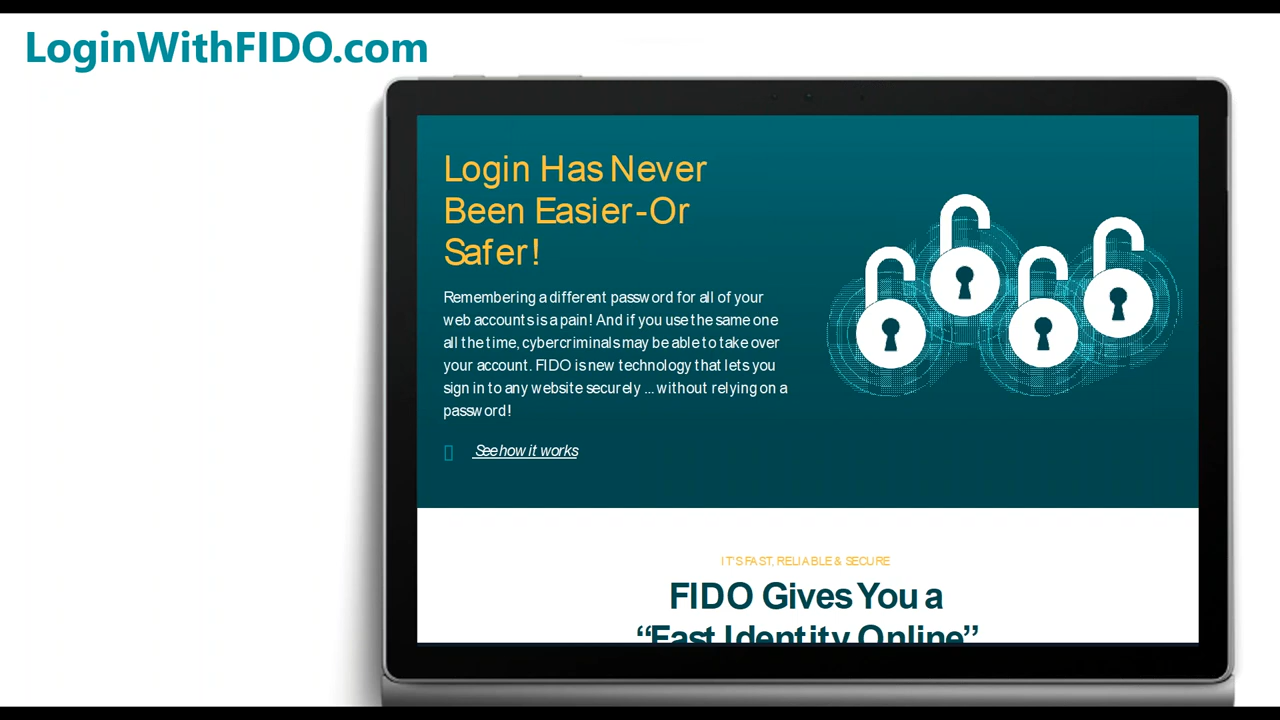 LoginWithFIDO.com
Login Has Never
Been Easier-Or
Safer!
Remembering a different password for all of your
web accounts is a pain! And if you use the same one
all the time, cybercriminals may be able to take over
your account. FIDO is new technology that lets you
sign in to any website securely ... without relying on a
password!
See how it works
IT'S FAST, RELIABLE & SECURE
FIDO Gives You a
“Fast Identity Online”